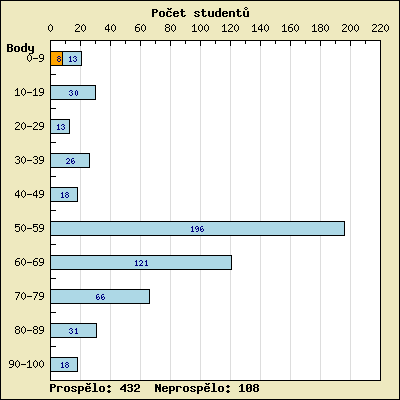 Počet studentů
0 20 40 60 80 100 120 140 160 180 200 220
Body
0-9 8 13
10-19 30
20-29 13
30-39 26
40-49 18
50-59 196
60-69 121
70-79 66
80-89 31
90-100 18
Prospělo: 432 Neprospělo: 108